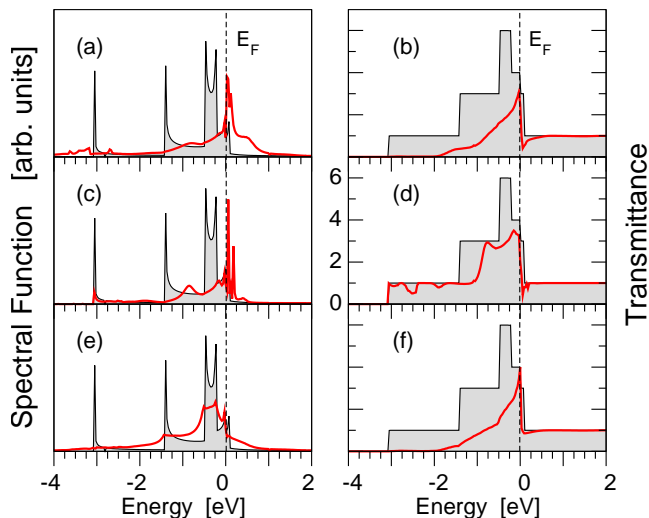 (a)
E_F
(b)
E_F
(c)
(d)
6
4
2
0
(e)
(f)
-4 -2 0 2
-4 -2 0 2
Energy [eV]
Energy [eV]
Spectral Function [arb. units]
Transmittance